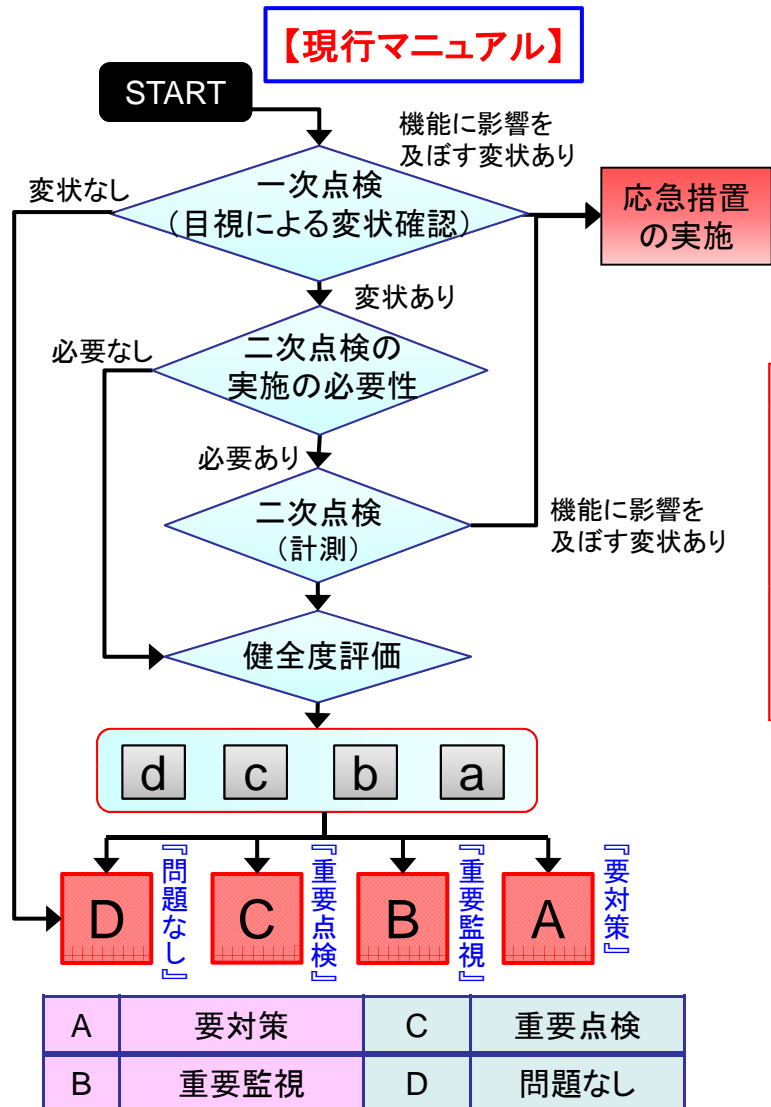 【現行マニュアル】
START
機能に影響を
及ぼす変状あり
変状なし
一次点検
（目視による変状確認）
応急措置
の実施
変状あり
必要なし
二次点検の
実施の必要性
必要あり
二次点検
（計測）
機能に影響を
及ぼす変状あり
健全度評価
d
c
b
a
D
『問題なし』
C
『重要点検』
B
『重要監視』
A
『要対策』
A
要対策
C
重要点検
B
重要監視
D
問題なし